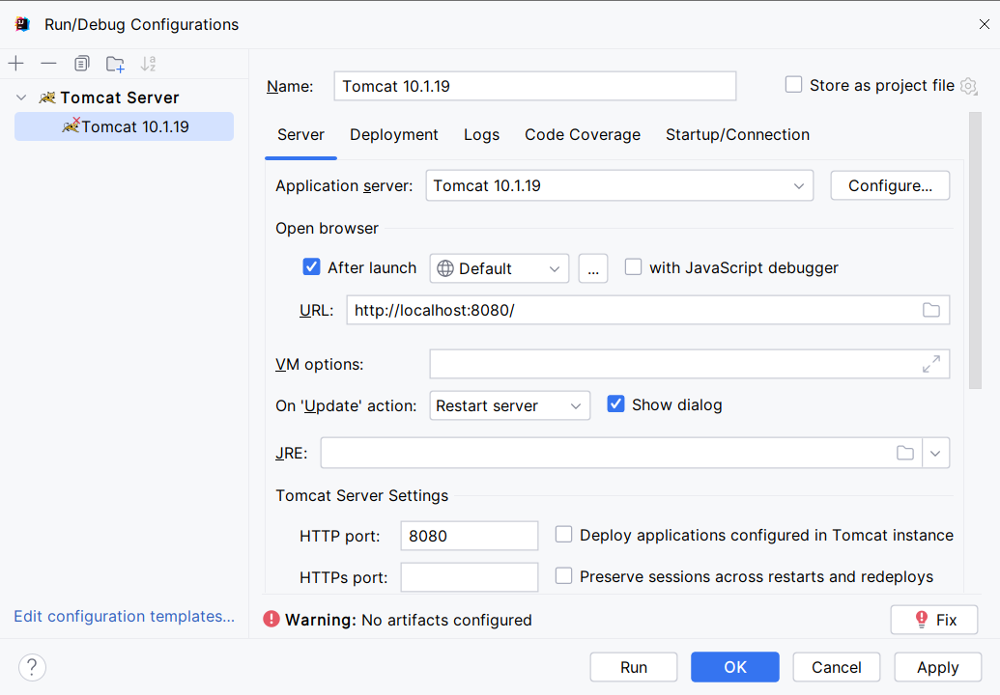 Run/Debug Configurations
Tomcat Server
Tomcat 10.1.19
Edit configuration templates...
Name: Tomcat 10.1.19 Store as project file
Server Deployment Logs Code Coverage Startup/Connection
Application server: Tomcat 10.1.19 Configure...
Open browser
After launch Default ... with JavaScript debugger
URL: http://localhost:8080/
VM options:
On 'Update' action: Restart server Show dialog
JRE:
Tomcat Server Settings
HTTP port: 8080 Deploy applications configured in Tomcat instance
HTTPs port: Preserve sessions across restarts and redeploys
Warning: No artifacts configured Fix
? Run OK Cancel Apply